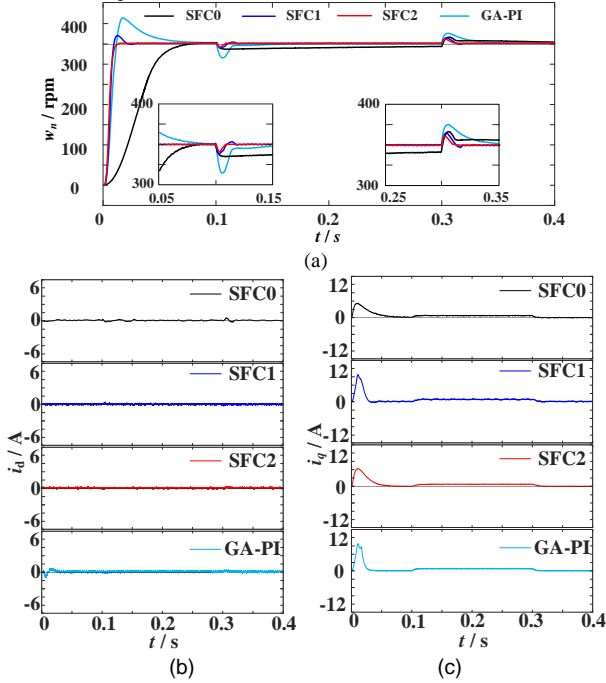 SFC0 SFC1 SFC2 GA-PI
400
300
200
100
0
w_n / rpm
400
300
0.05 0.1 0.15
400
300
0.25 0.3 0.35
0 0.1 0.2 0.3 0.4
t / s
(a)
6
0
-6
SFC0
6
0
-6
SFC1
6
0
-6
SFC2
6
0
-6
GA-PI
i_d / A
0 0.1 0.2 0.3 0.4
t / s
(b)
12
0
-12
SFC0
12
0
-12
SFC1
12
0
-12
SFC2
12
0
-12
GA-PI
i_q / A
0 0.1 0.2 0.3 0.4
t / s
(c)